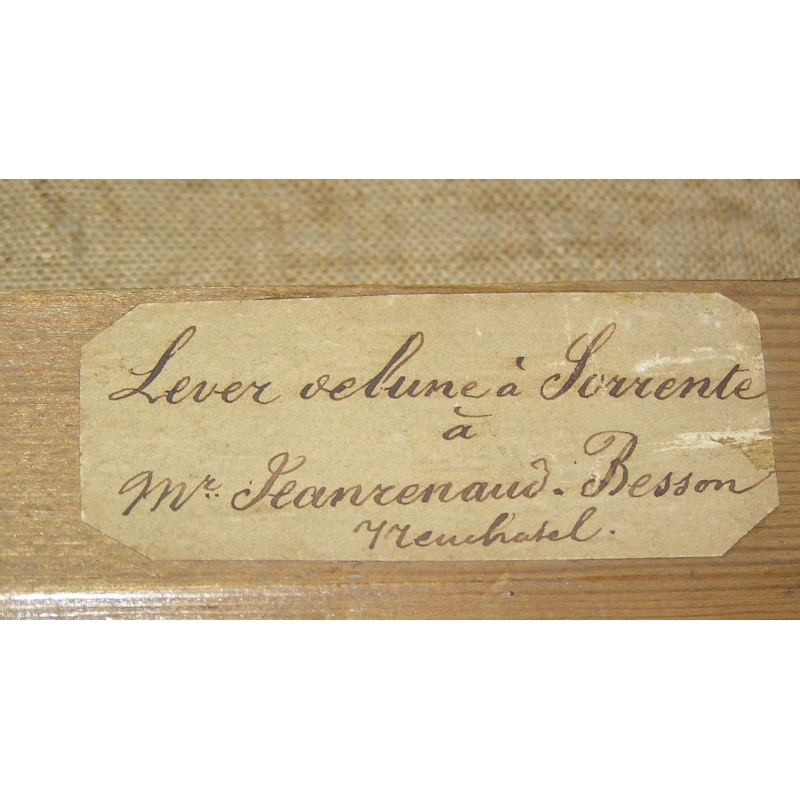 Lever de lune à Sorrente
à
Mr. Jeanrenaud-Besson
Neuchatel.